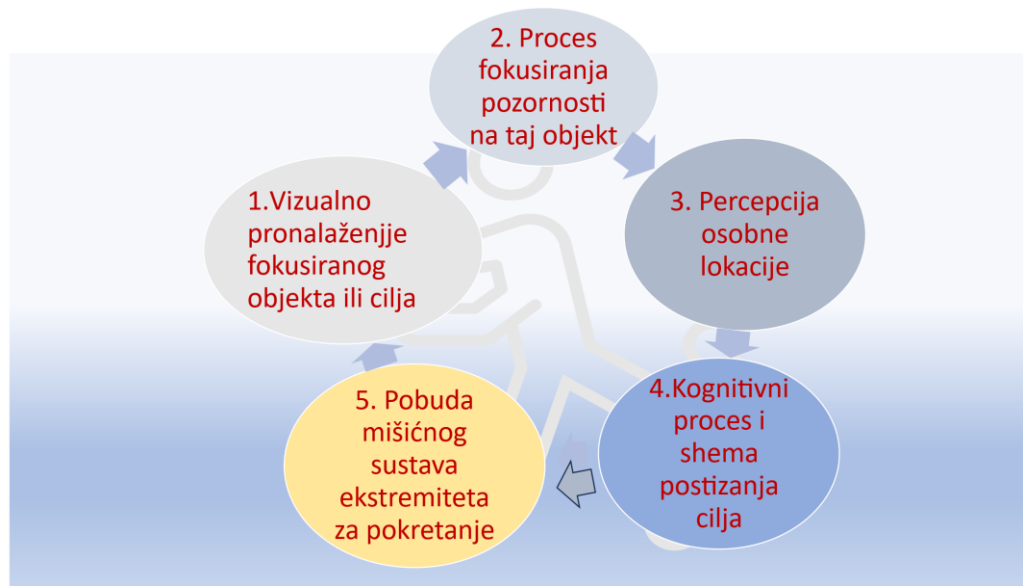 1.Vizualno
pronalaženjje
fokusiranog
objekta ili cilja
2. Proces
fokusiranja
pozornosti
na taj objekt
3. Percepcija
osobne
lokacije
4.Kognitivni
proces i
shema
postizanja
cilja
5. Pobuda
mišićnog
sustava
ekstremiteta
za pokretanje